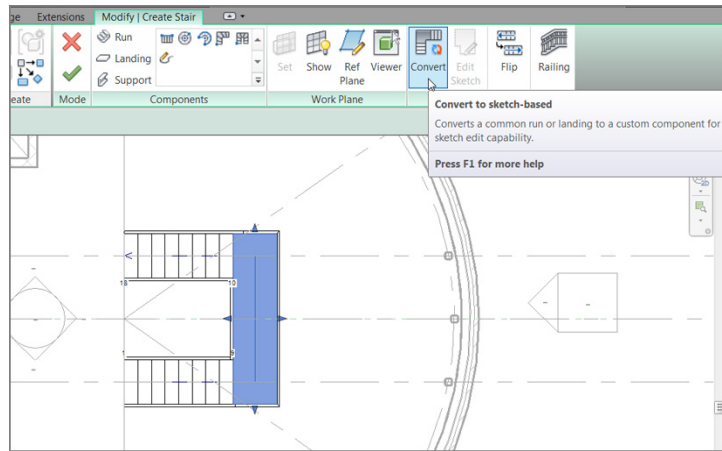 ge Extensions Modify | Create Stair
Run
Landing
Support
Set Show Ref Plane Viewer Convert Edit Sketch Flip Railing
eate Mode Components Work Plane
Convert to sketch-based
Converts a common run or landing to a custom component for
sketch edit capability.
Press F1 for more help
18 10
1 9